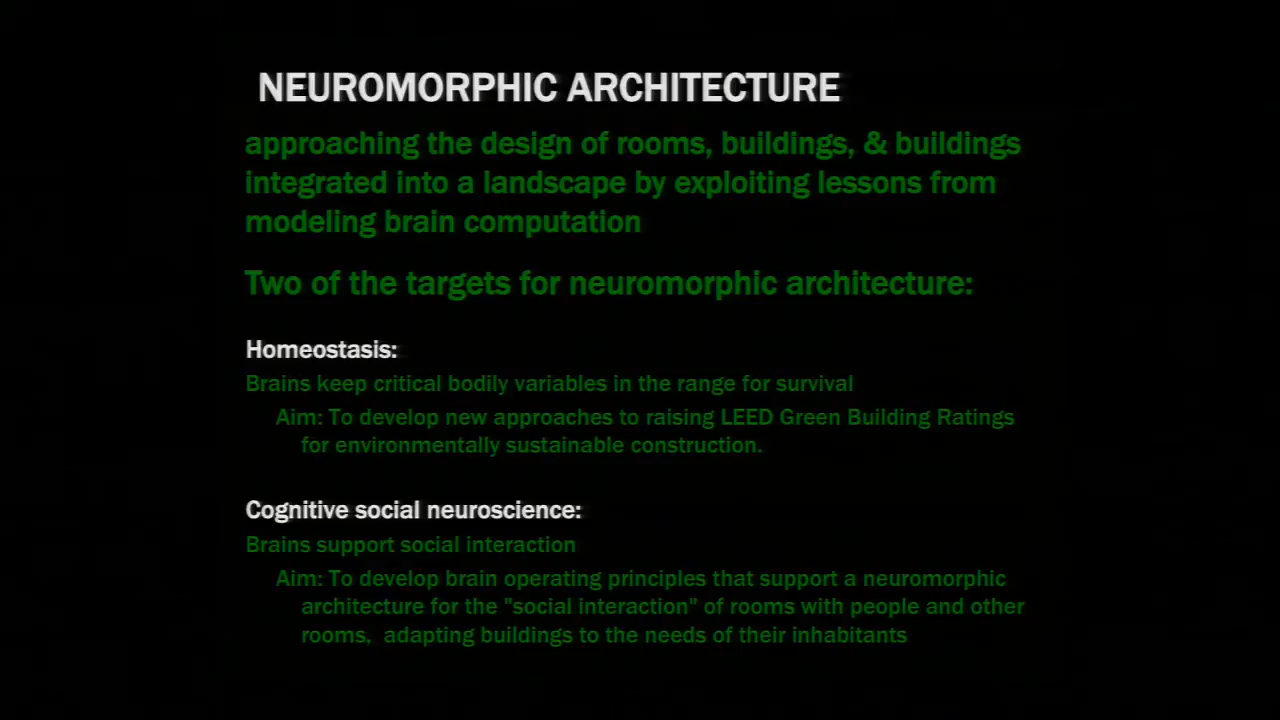 NEUROMORPHIC ARCHITECTURE
approaching the design of rooms, buildings, & buildings
integrated into a landscape by exploiting lessons from
modeling brain computation
Two of the targets for neuromorphic architecture:
Homeostasis:
Brains keep critical bodily variables in the range for survival
Aim: To develop new approaches to raising LEED Green Building Ratings
for environmentally sustainable construction.
Cognitive social neuroscience:
Brains support social interaction
Aim: To develop brain operating principles that support a neuromorphic
architecture for the "social interaction" of rooms with people and other
rooms, adapting buildings to the needs of their inhabitants